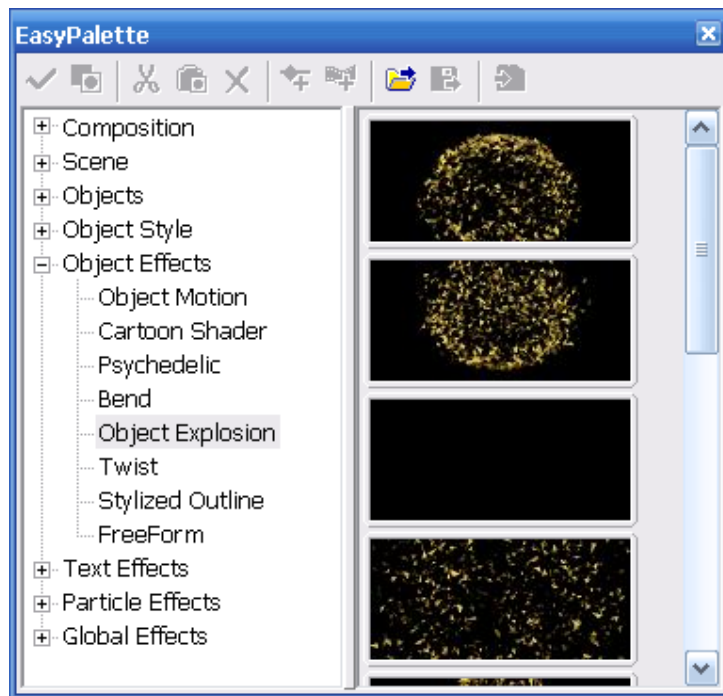 EasyPalette
Composition
Scene
Objects
Object Style
Object Effects
Object Motion
Cartoon Shader
Psychedelic
Bend
Object Explosion
Twist
Stylized Outline
FreeForm
Text Effects
Particle Effects
Global Effects